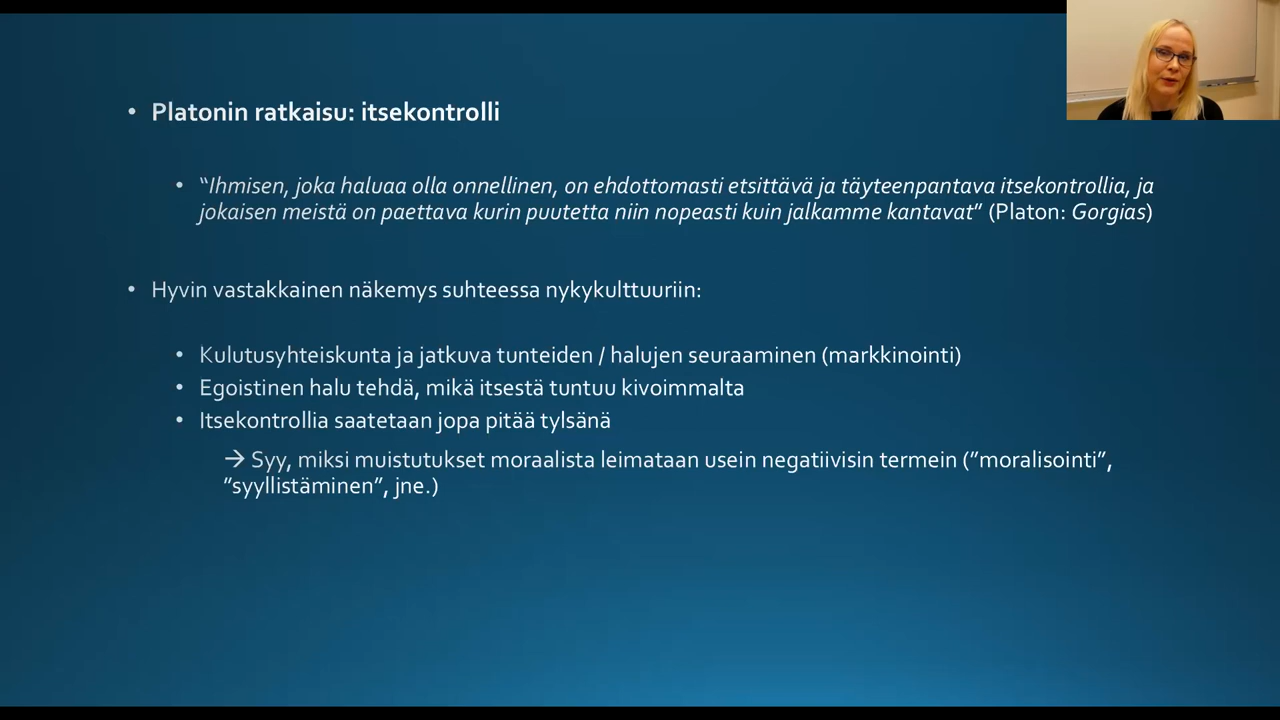 • Platonin ratkaisu: itsekontrolli
• “Ihmisen, joka haluaa olla onnellinen, on ehdottomasti etsittävä ja täyteenpantava itsekontrollia, ja
jokaisen meistä on paettava kurin puutetta niin nopeasti kuin jalkamme kantavat” (Platon: Gorgias)
• Hyvin vastakkainen näkemys suhteessa nykykulttuuriin:
• Kulutusyhteiskunta ja jatkuva tunteiden / halujen seuraaminen (markkinointi)
• Egoistinen halu tehdä, mikä itsestä tuntuu kivoimmalta
• Itsekontrollia saatetaan jopa pitää tylsänä
→ Syy, miksi muistutukset moraalista leimataan usein negatiivisin termein (”moralisointi”,
”syyllistäminen”, jne.)